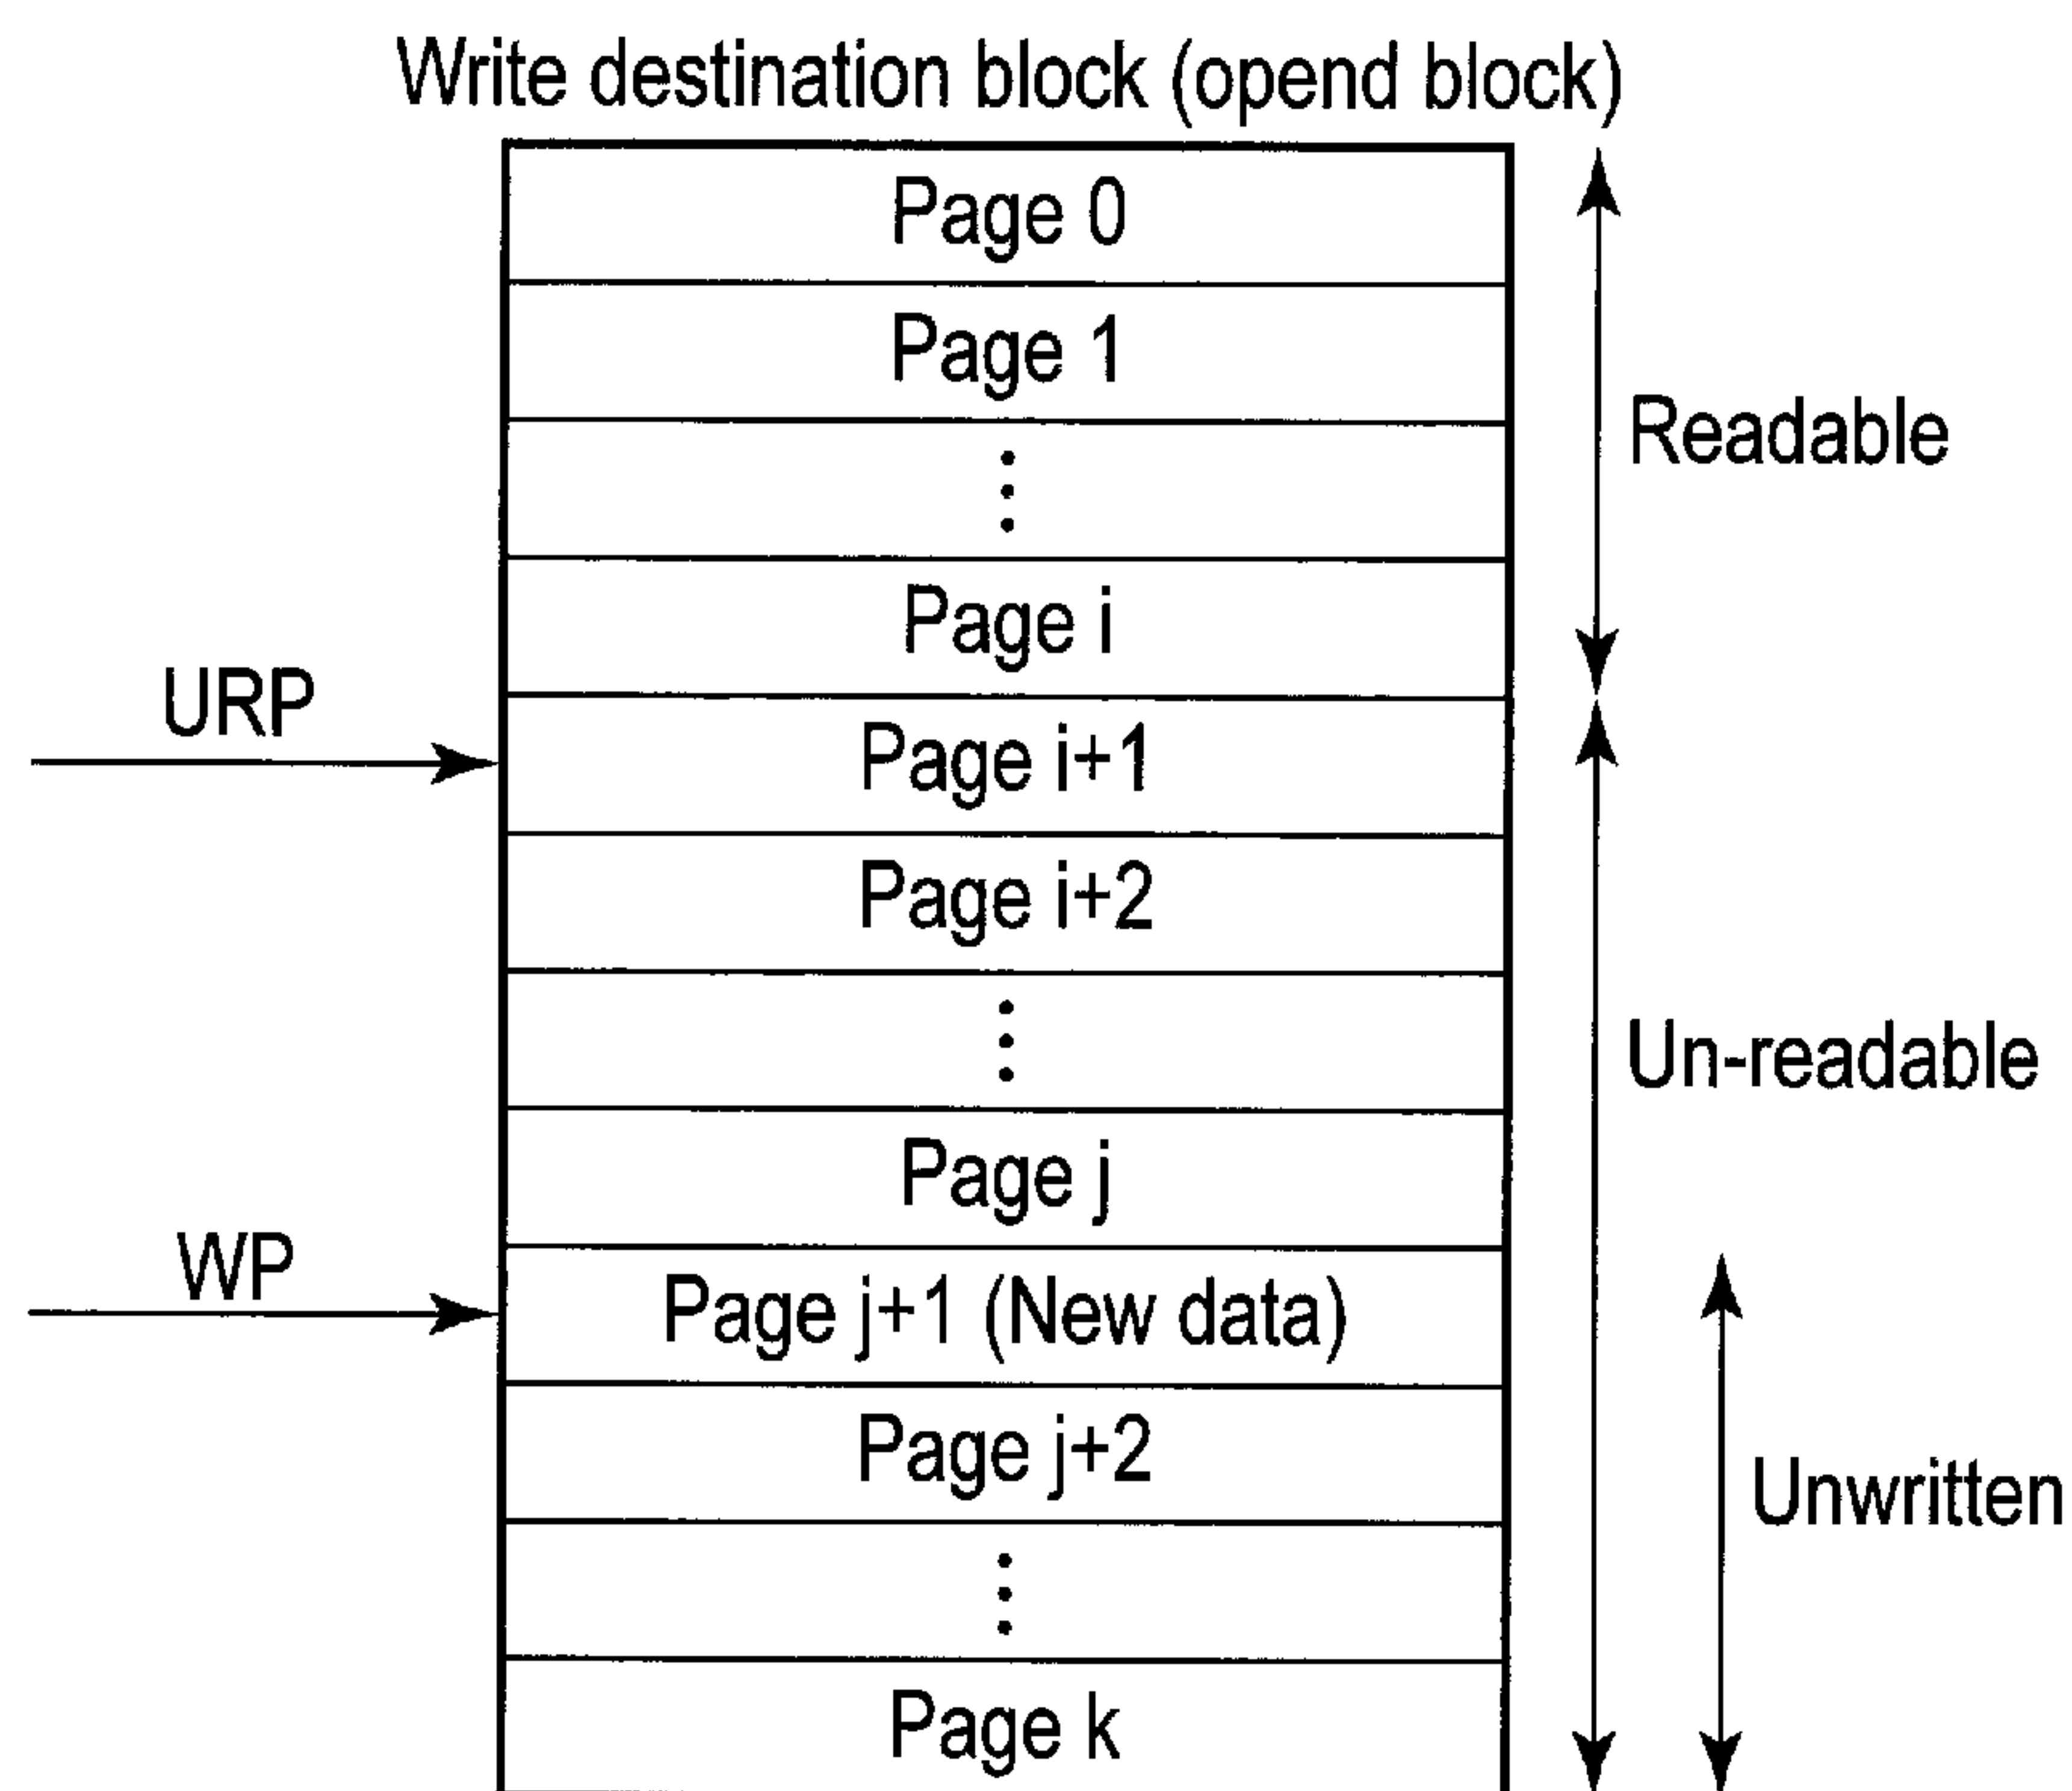 Write destination block (opend block)
Page 0
Page 1
Readable
Page i
URP
Page i+1
Page i+2
Un-readable
Page j
WP
Page j+1 (New data)
Page j+2
Unwritten
Page k